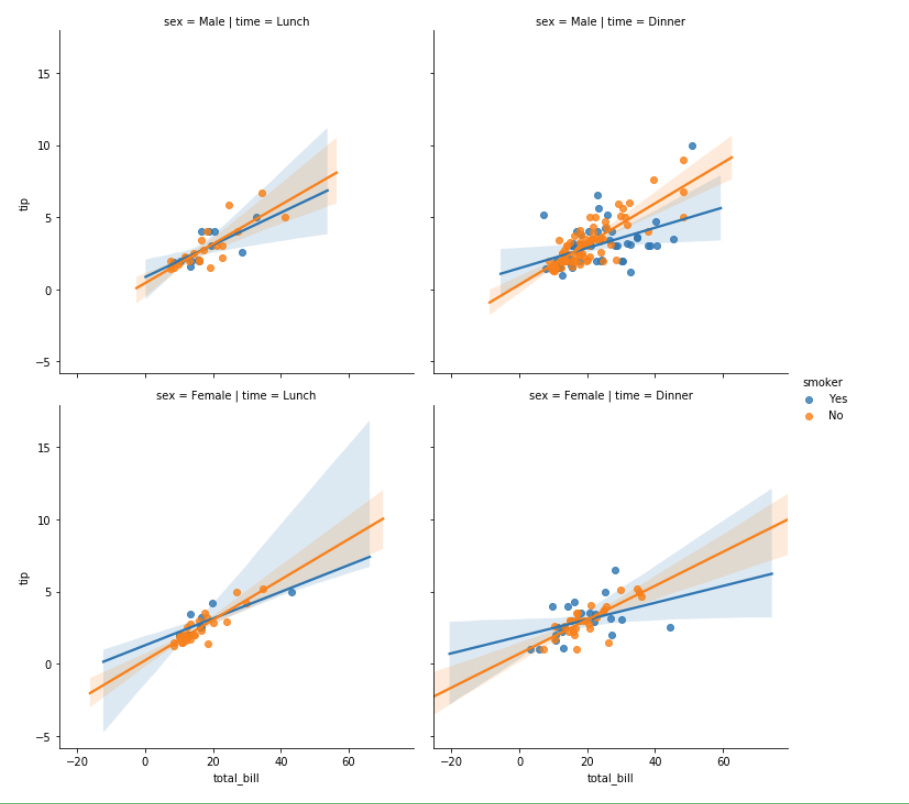 sex = Male | time = Lunch
sex = Male | time = Dinner
15
10
5
0
−5
tip
smoker
Yes
No
sex = Female | time = Lunch
sex = Female | time = Dinner
15
10
5
0
−5
tip
−20 0 20 40 60
−20 0 20 40 60
total_bill
total_bill